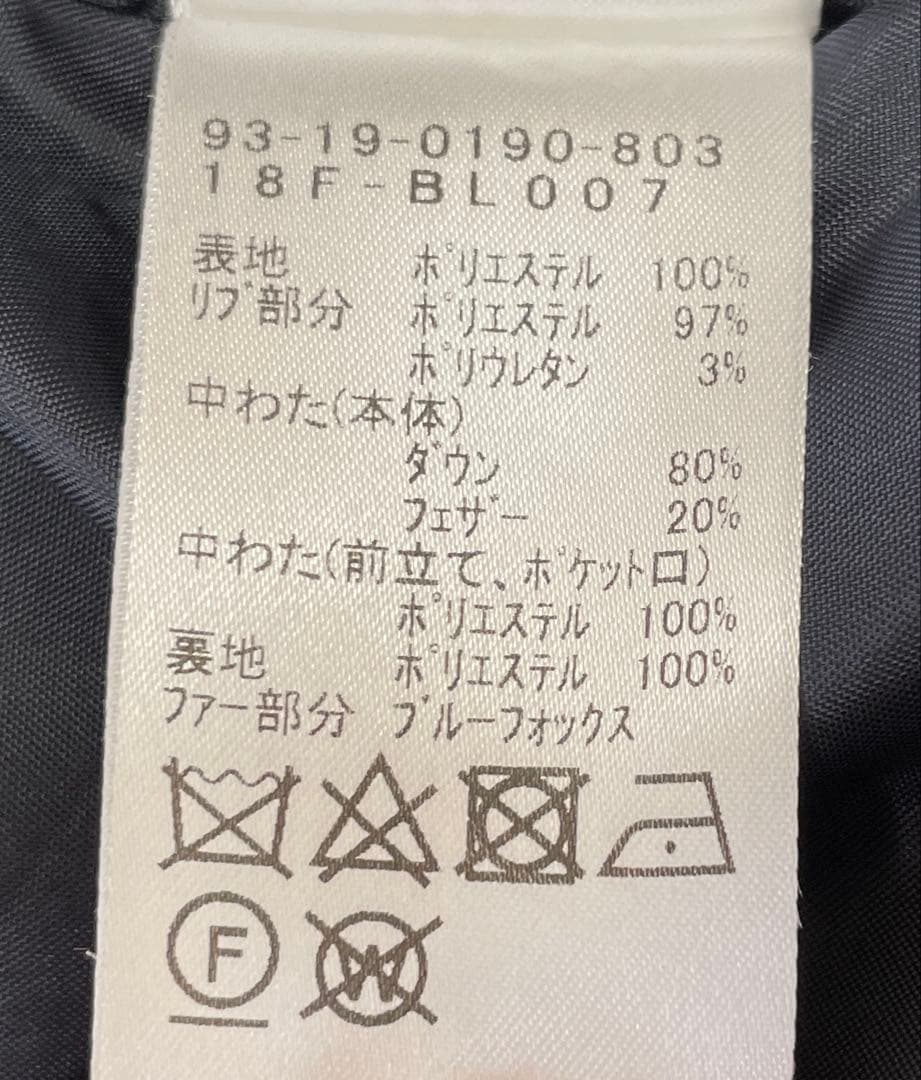 93-19-0190-803
18F-BL007
表地 ポリエステル 100%
リブ部分 ポリエステル 97%
ポリウレタン 3%
中わた(本体)
ダウン 80%
フェザー 20%
中わた(前立て、ポケット口)
ポリエステル 100%
裏地 ポリエステル 100%
ファー部分 ブルーフォックス
F W